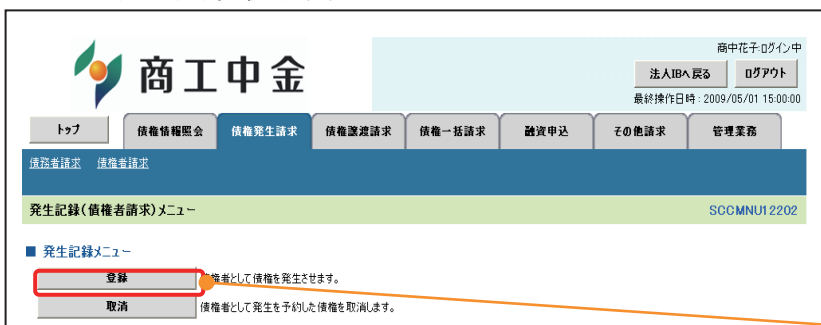 商工中金
商中花子:ログイン中
法人IBへ戻る ログアウト
最終操作日時:2009/05/01 15:00:00
トップ 債権情報照会 債権発生請求 債権譲渡請求 債権一括請求 融資申込 その他請求 管理業務
債務者請求 債権者請求
発生記録(債権者請求)メニュー SCCMNU12202
■ 発生記録メニュー
登録 権者として債権を発生させます。
取消 債権者として発生を予約した債権を取消します。